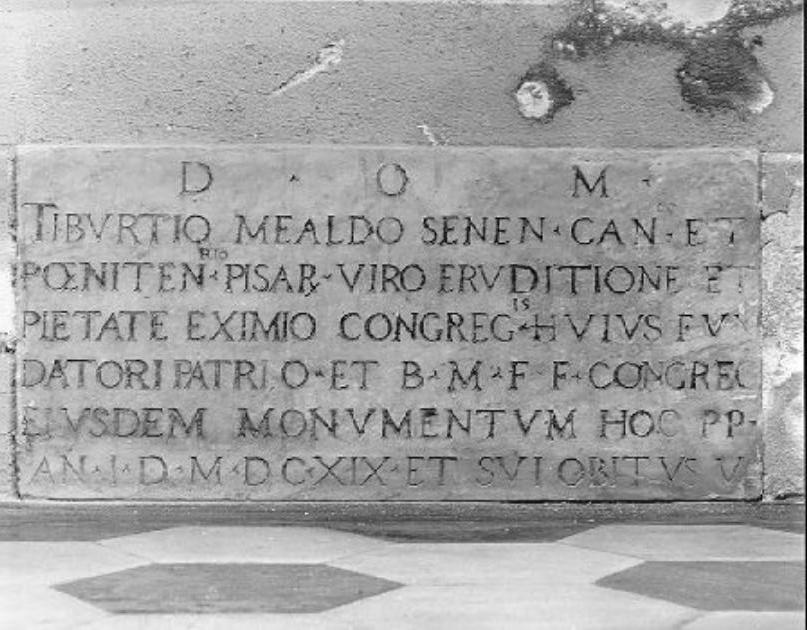 D · O M ·
TIBVRTIO MEALDO SENEN · CAN · ET
PŒNITEN RIO · PISAR · VIRO ERVDITIONE ET
PIETATE EXIMIO CONGREG IS · HVIVS FVN
DATORI PATRI O · ET B · M · F F · CONGREG
EIVSDEM MONVMENTVM HOC PP ·
AN · I · D · M · D C · XIX · ET SVI OBITVS V